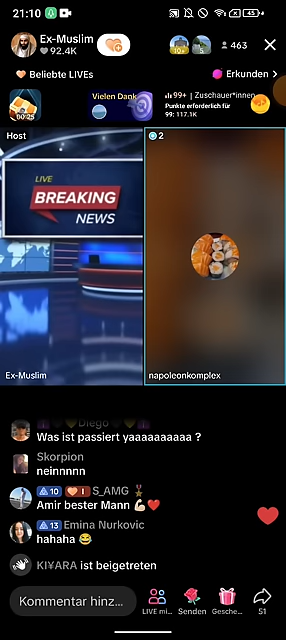 21:10
45
Ex-Muslim
92.4K
463
Beliebte LIVEs
Erkunden >
00:25
Vielen Dank
99+ | Zuschauer*innen
Punkte erforderlich für
99: 117.1K
Host
2
LIVE
BREAKING
NEWS
Ex-Muslim
napoleonkomplex
Diego
Was ist passiert yaaaaaaaaaa ?
Skorpion
neinnnnn
10 I S_AMG
Amir bester Mann 💪🏻❤️
13 Emina Nurkovic
hahaha 😂
KI¥ARA ist beigetreten
Kommentar hinz...
LIVE mi...
Senden
Gesche...
51